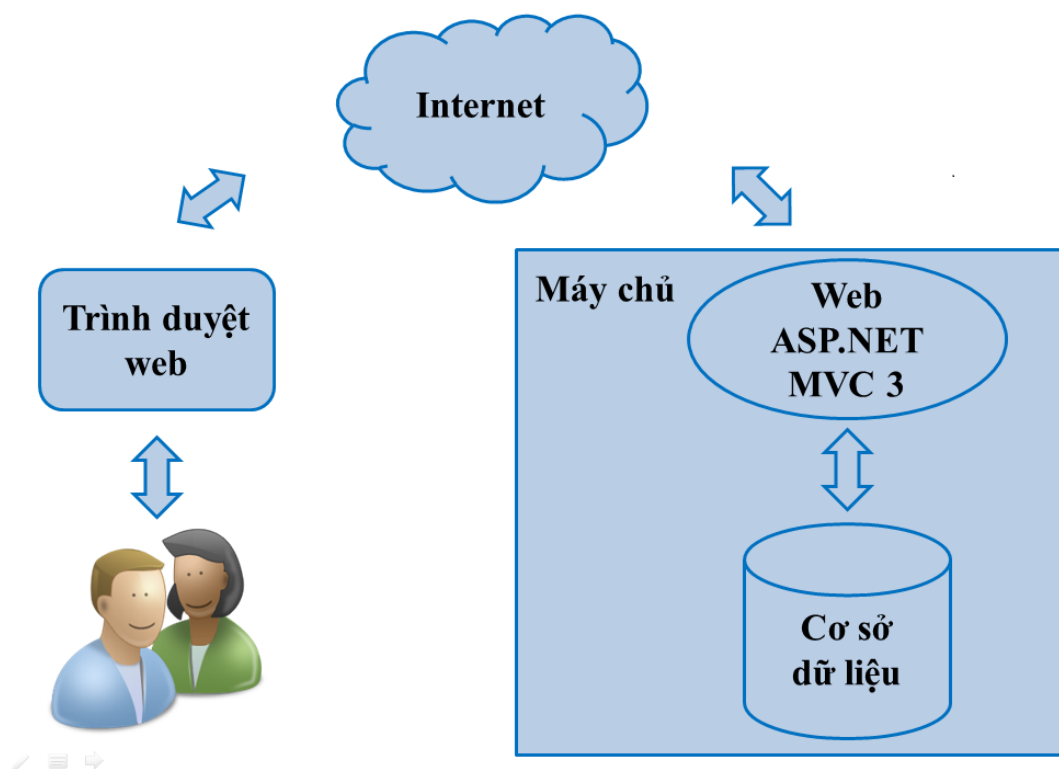 Internet
Trình duyệt
web
Máy chủ
Web
ASP.NET
MVC 3
Cơ sở
dữ liệu